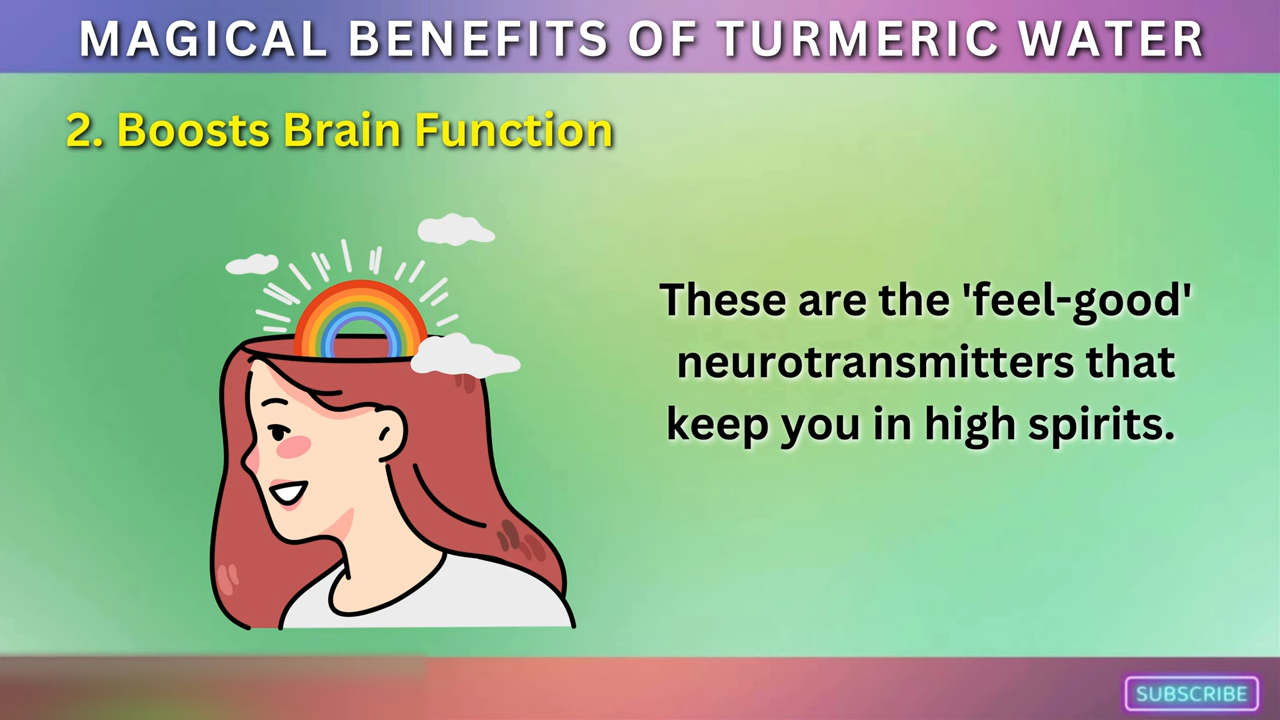 MAGICAL BENEFITS OF TURMERIC WATER
2. Boosts Brain Function
These are the 'feel-good'
neurotransmitters that
keep you in high spirits.
SUBSCRIBE